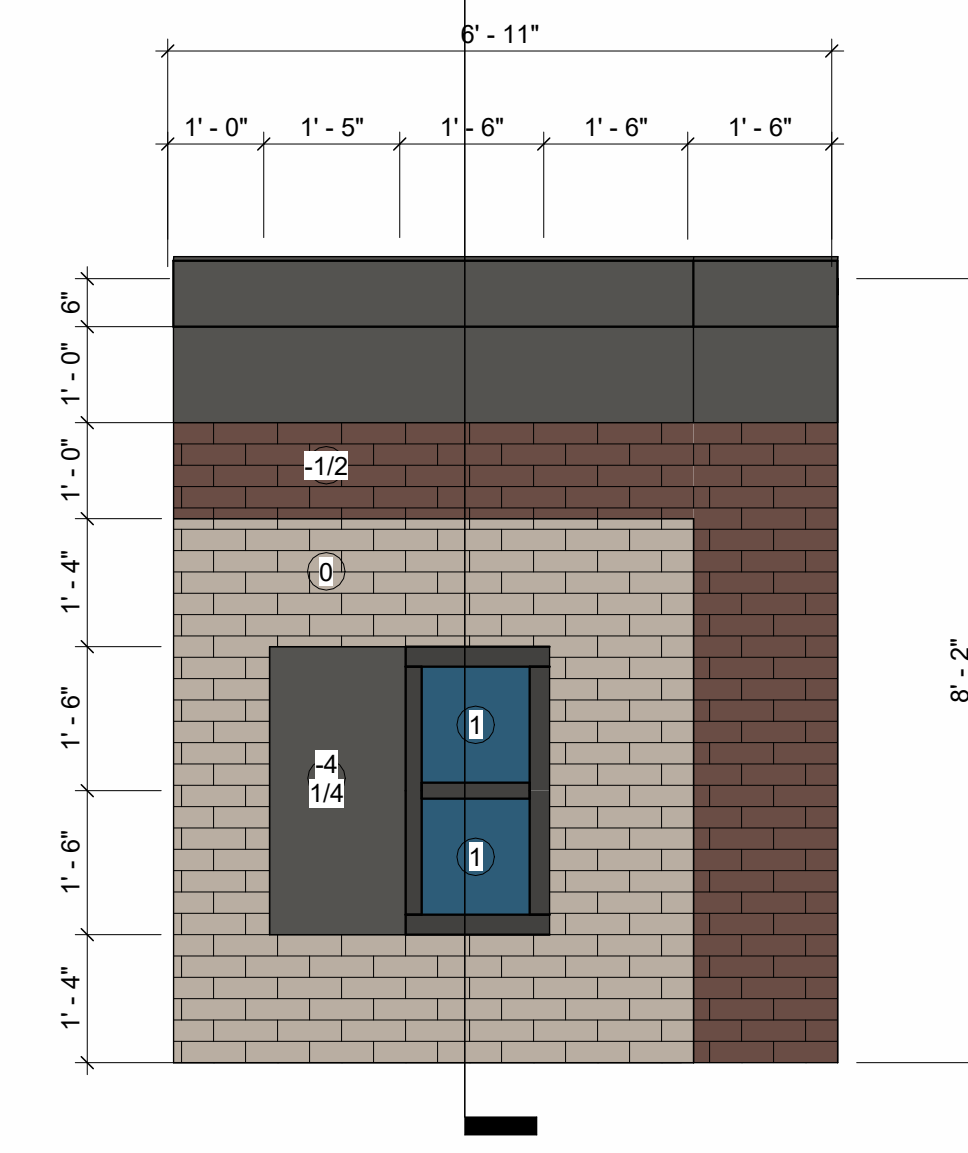 6' - 11"
1' - 0"
1' - 5"
1' - 6"
1' - 6"
1' - 6"
6"
1' - 0"
1' - 0"
1' - 4"
1' - 6"
1' - 6"
1' - 4"
-1/2
0
-4
1/4
1
1
8' - 2"